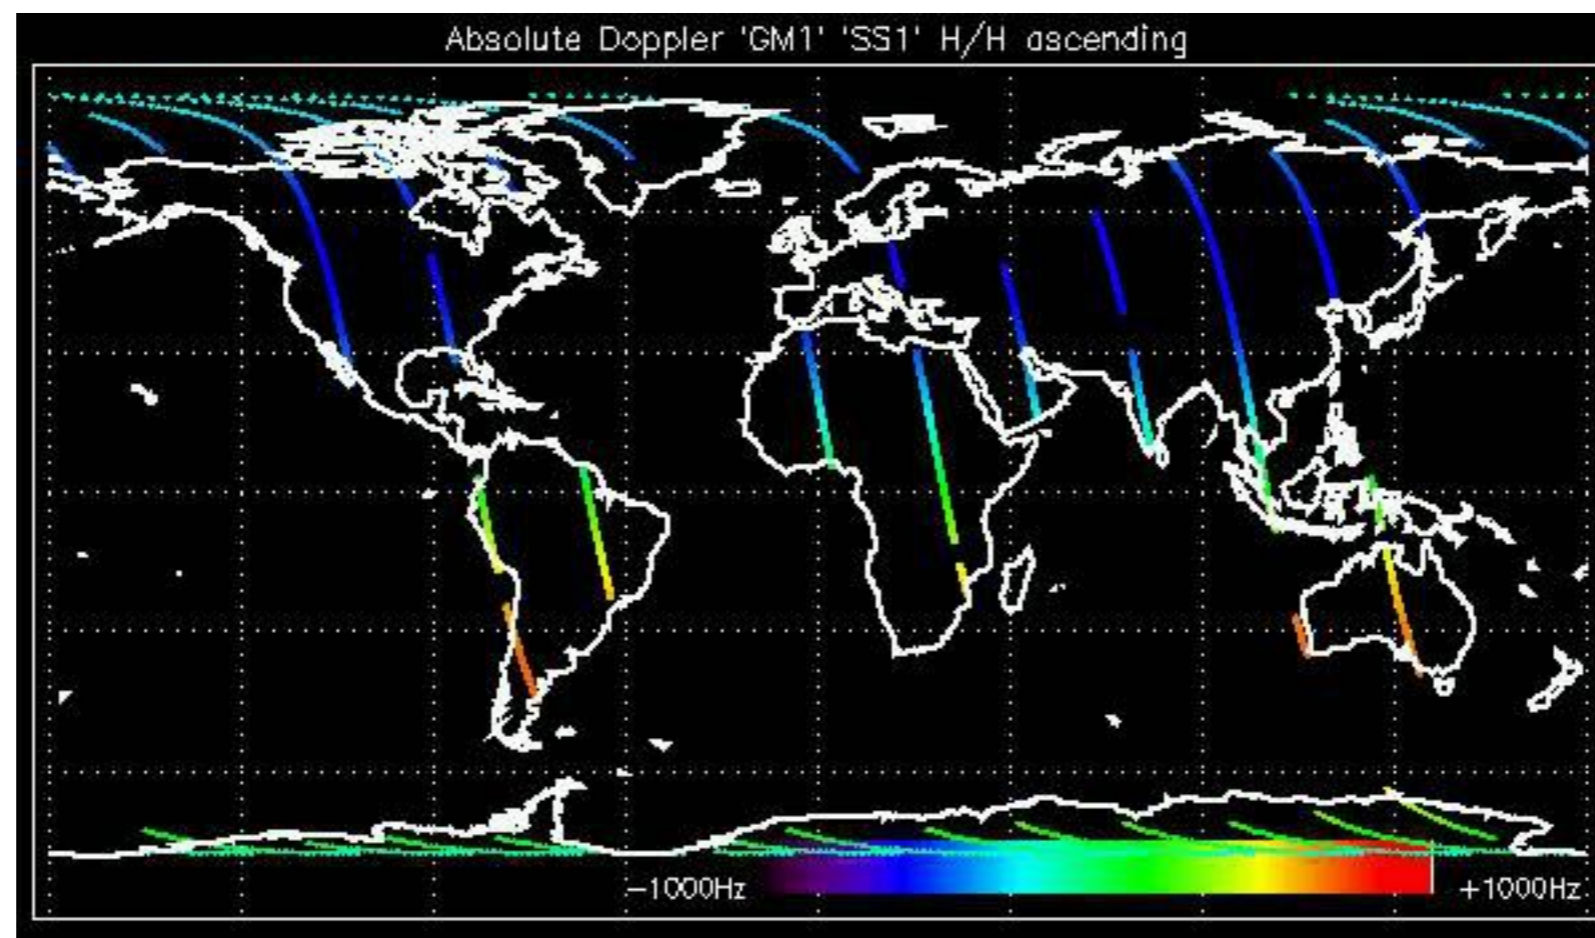 Absolute Doppler 'GM1' 'SS1' H/H ascending
-1000Hz +1000Hz